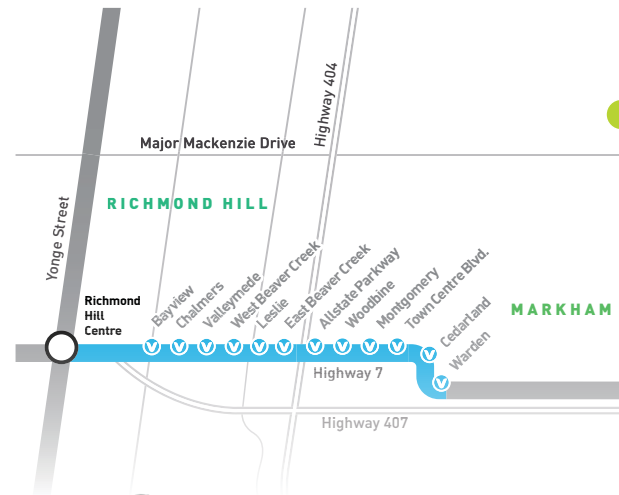 Highway 404
Major Mackenzie Drive
RICHMOND HILL
Yonge Street
Richmond
Hill
Centre
Bayview
Chalmers
Valleymede
West Beaver Creek
Leslie
East Beaver Creek
Allstate Parkway
Woodbine
Montgomery
Town Centre Blvd.
Cedarland
Warden
MARKHAM
Highway 7
Highway 407